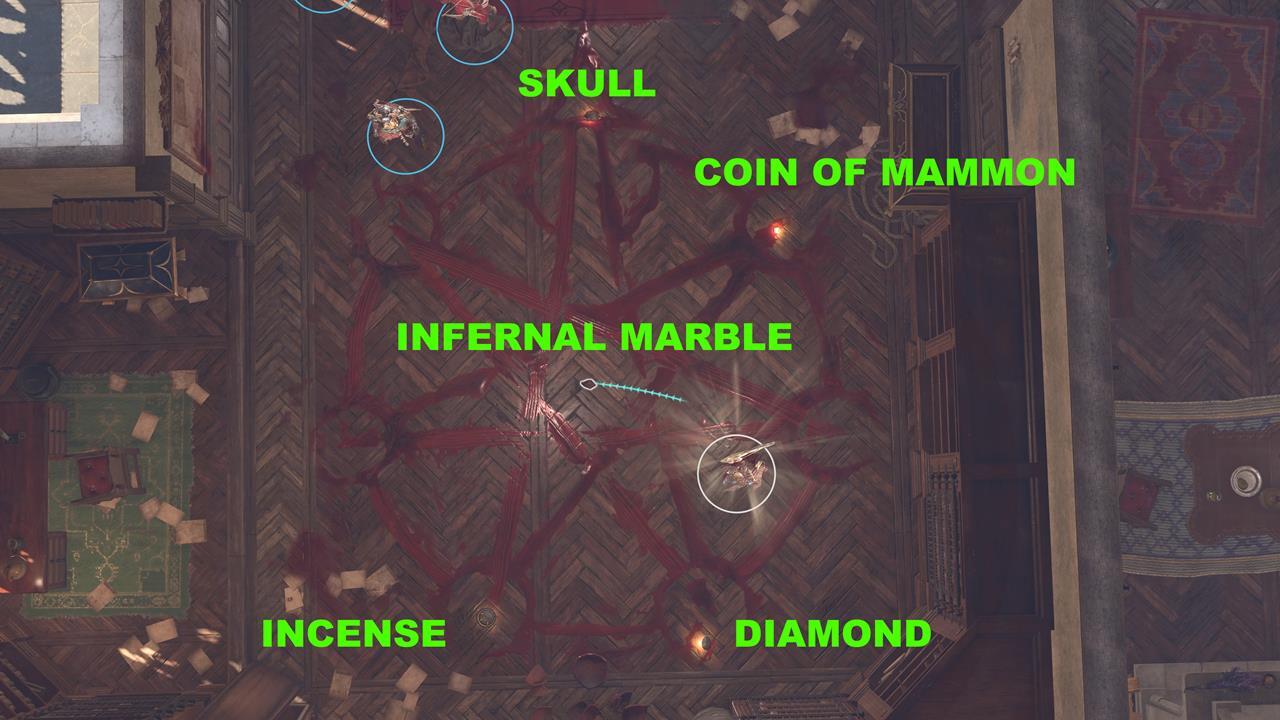 SKULL
COIN OF MAMMON
INFERNAL MARBLE
INCENSE
DIAMOND